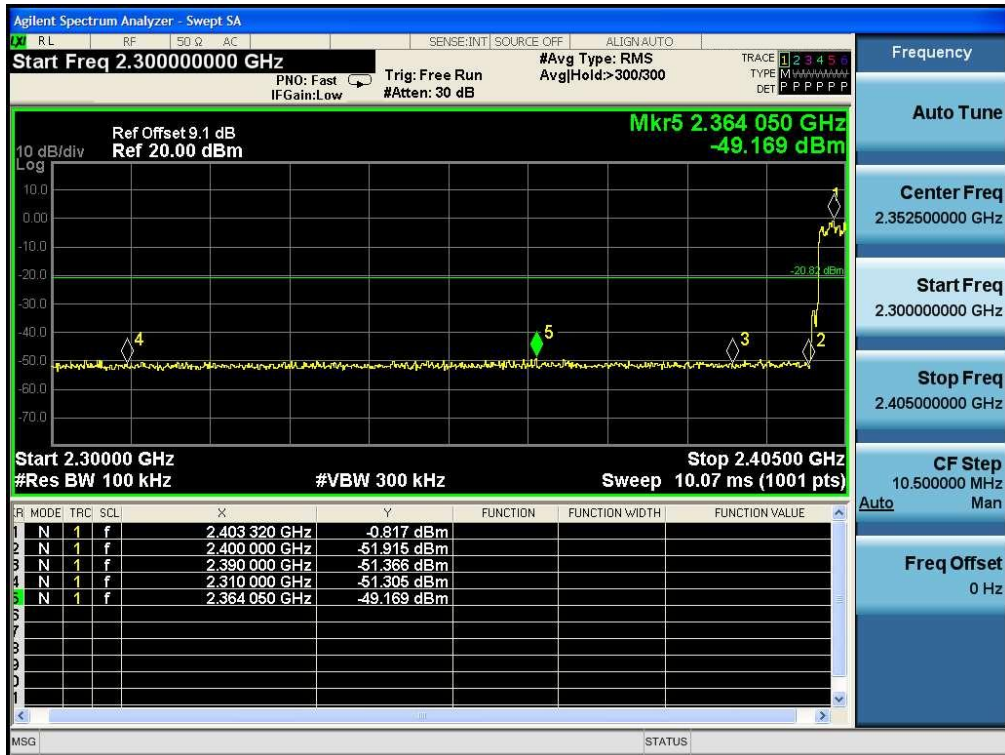 Agilent Spectrum Analyzer - Swept SA
LXI RL RF 50 Ω AC SENSE:INT SOURCE OFF ALIGNAUTO
Start Freq 2.300000000 GHz
PNO: Fast
IFGain:Low
Trig: Free Run
#Atten: 30 dB
#Avg Type: RMS
Avg|Hold:>300/300
TRACE 1 2 3 4 5 6
TYPE M
DET P P P P P P
Mkr5 2.364 050 GHz
-49.169 dBm
Ref Offset 9.1 dB
10 dB/div Ref 20.00 dBm
Log
10.0
0.00
-10.0
-20.0
-30.0
-40.0
-50.0
-60.0
-70.0
1
-20.82 dBm
4
5
3
2
Start 2.30000 GHz Stop 2.40500 GHz
#Res BW 100 kHz #VBW 300 kHz Sweep 10.07 ms (1001 pts)
MODE TRC SCL X Y FUNCTION FUNCTION WIDTH FUNCTION VALUE
1 N 1 f 2.403 320 GHz -0.817 dBm
2 N 1 f 2.400 000 GHz -51.915 dBm
3 N 1 f 2.390 000 GHz -51.366 dBm
4 N 1 f 2.310 000 GHz -51.305 dBm
5 N 1 f 2.364 050 GHz -49.169 dBm
6
7
8
9
MSG STATUS
Frequency
Auto Tune
Center Freq
2.352500000 GHz
Start Freq
2.300000000 GHz
Stop Freq
2.405000000 GHz
CF Step
10.500000 MHz
Auto Man
Freq Offset
0 Hz